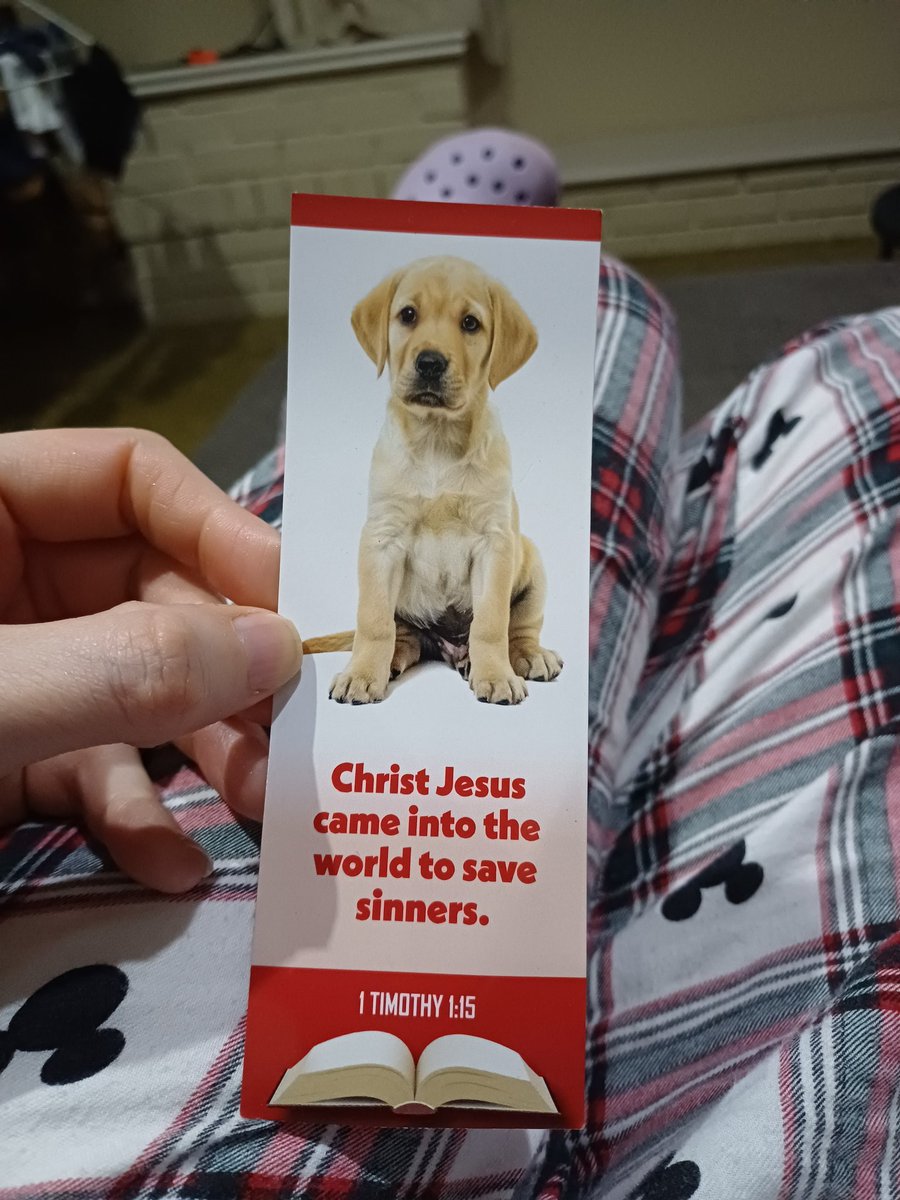 Christ Jesus
came into the
world to save
sinners.
1 TIMOTHY 1:15